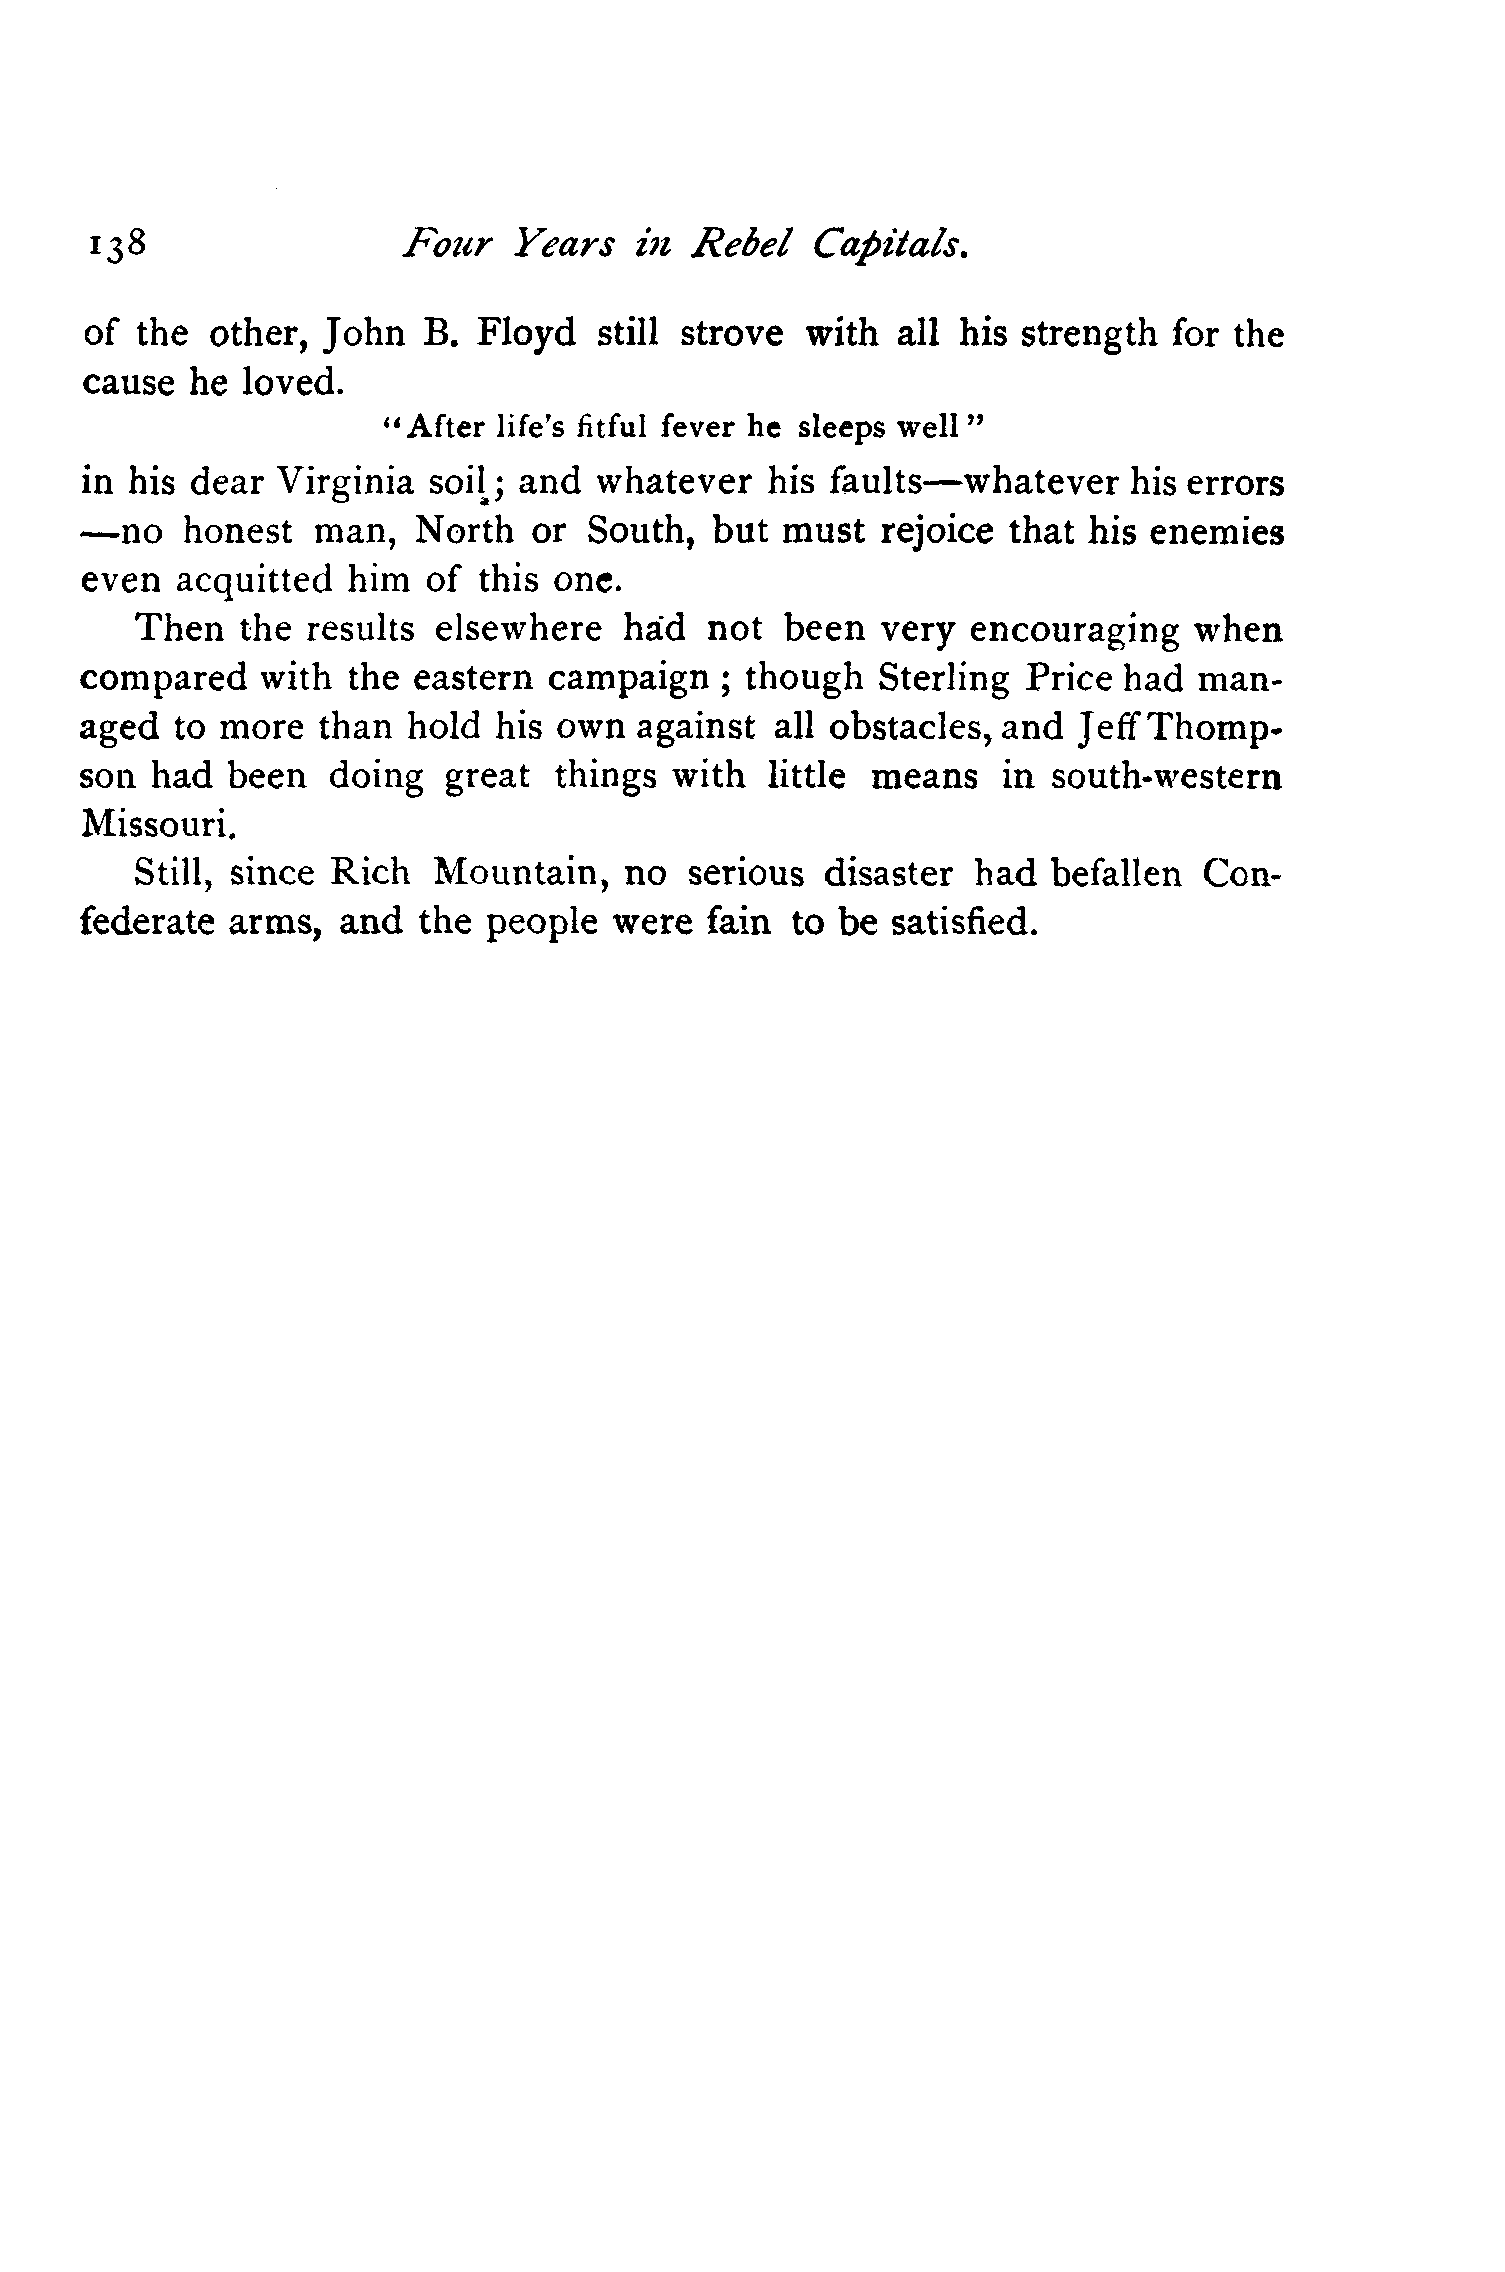 138 Four Years in Rebel Capitals.
of the other, John B. Floyd still strove with all his strength for the
cause he loved.
"After life's fitful fever he sleeps well"
in his dear Virginia soil; and whatever his faults—whatever his errors
—no honest man, North or South, but must rejoice that his enemies
even acquitted him of this one.
Then the results elsewhere had not been very encouraging when
compared with the eastern campaign; though Sterling Price had man-
aged to more than hold his own against all obstacles, and Jeff Thomp-
son had been doing great things with little means in south-western
Missouri.
Still, since Rich Mountain, no serious disaster had befallen Con-
federate arms, and the people were fain to be satisfied.